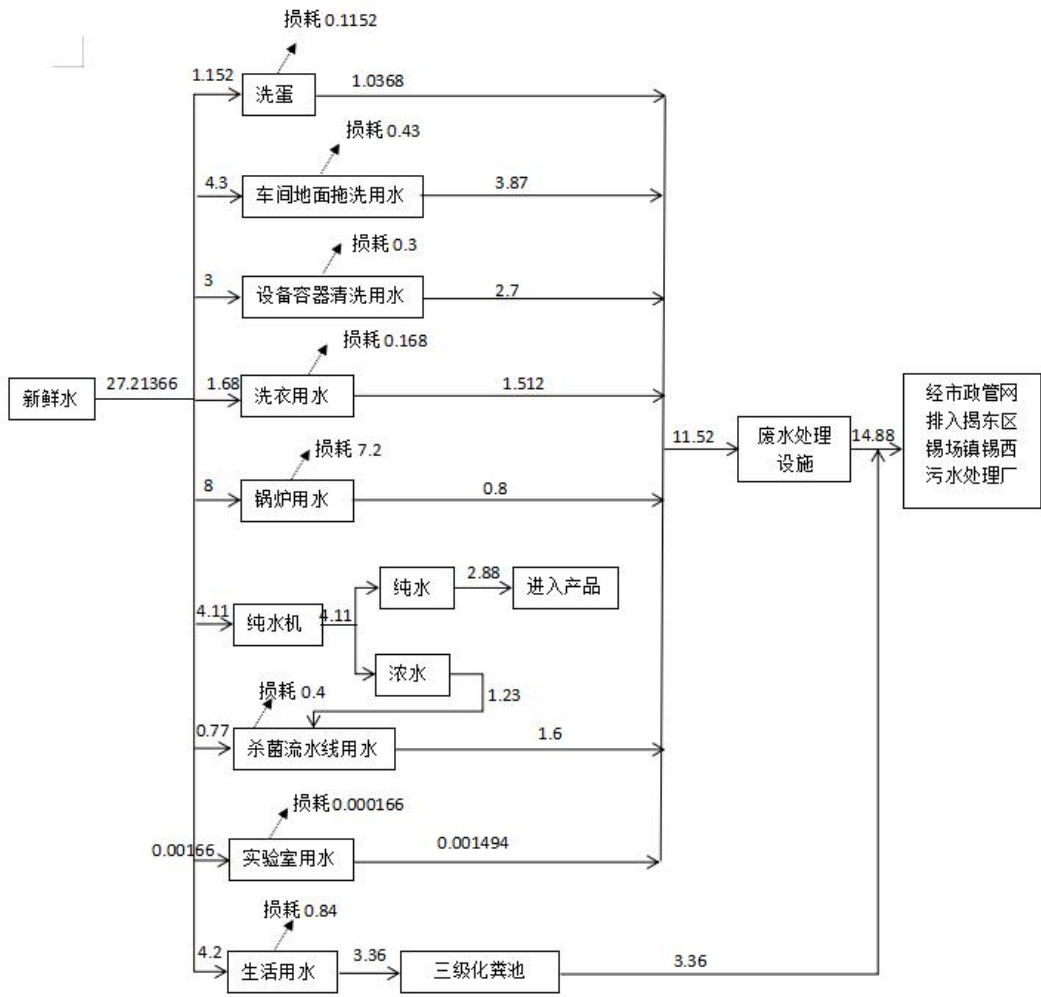 损耗 0.1152
1.152
洗蛋
1.0368
损耗 0.43
4.3
车间地面拖洗用水
3.87
损耗 0.3
3
设备容器清洗用水
2.7
损耗 0.168
新鲜水
27.21366
1.68
洗衣用水
1.512
损耗 7.2
8
锅炉用水
0.8
11.52
废水处理
设施
14.88
经市政管网
排入揭东区
锡场镇锡西
污水处理厂
4.11
纯水机
4.11
纯水
2.88
进入产品
浓水
1.23
损耗 0.4
0.77
杀菌流水线用水
1.6
损耗 0.000166
0.00166
实验室用水
0.001494
损耗 0.84
4.2
生活用水
3.36
三级化粪池
3.36